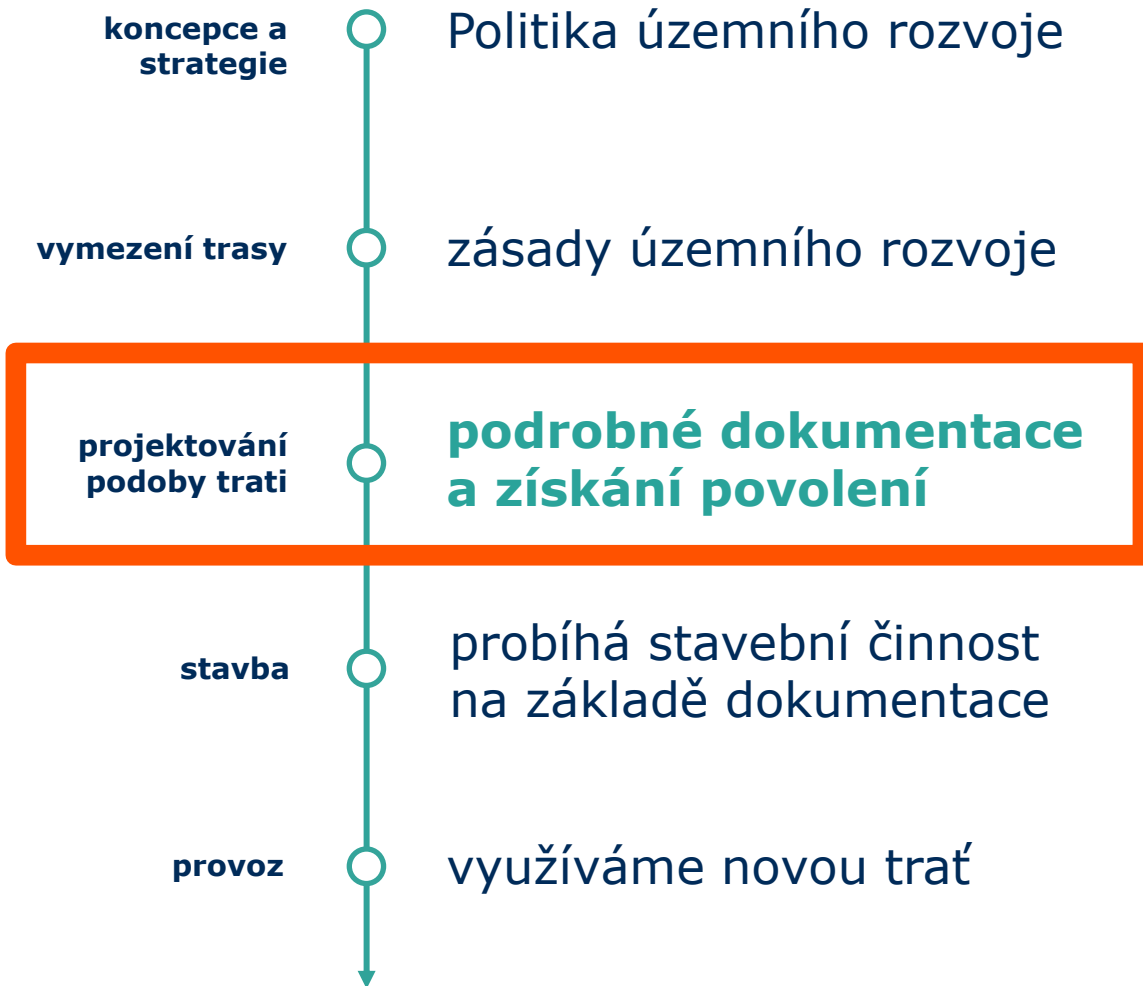 koncepce a
strategie
Politika územního rozvoje
vymezení trasy
zásady územního rozvoje
projektování
podoby trati
podrobné dokumentace
a získání povolení
stavba
probíhá stavební činnost
na základě dokumentace
provoz
využíváme novou trať